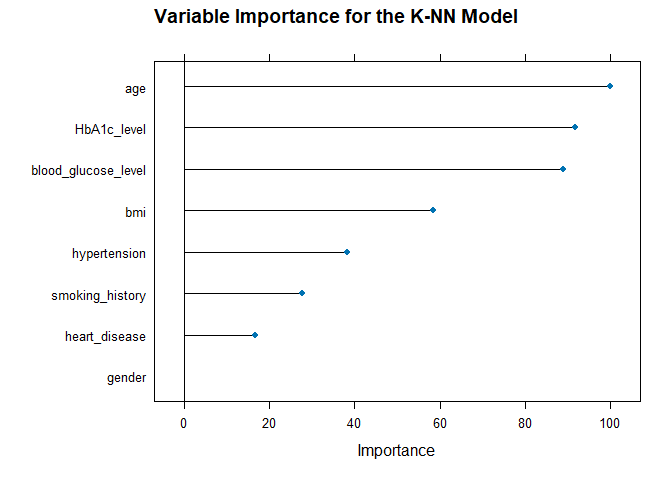 Variable Importance for the K-NN Model
age
HbA1c_level
blood_glucose_level
bmi
hypertension
smoking_history
heart_disease
gender
0 20 40 60 80 100
Importance